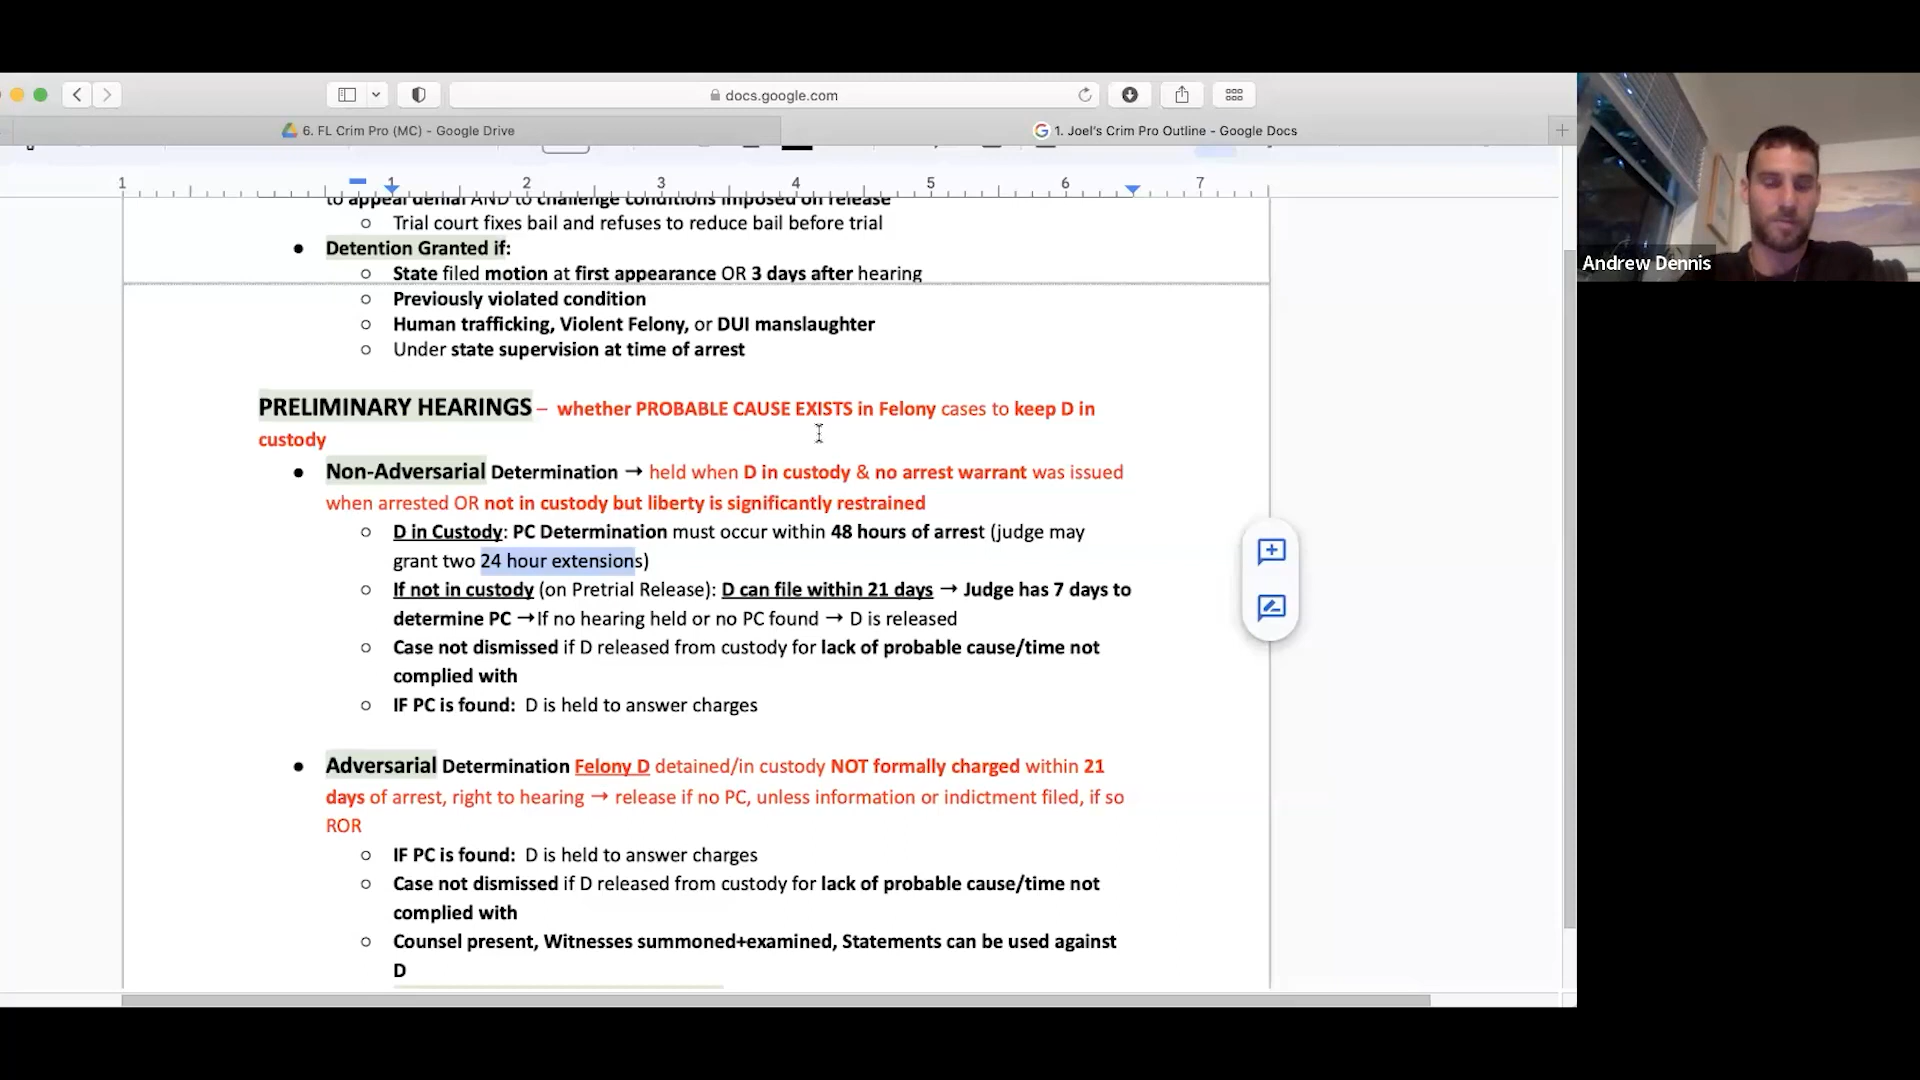 docs.google.com
6. FL Crim Pro (MC) - Google Drive
1. Joel's Crim Pro Outline - Google Docs
1 1 2 3 4 5 6 7
to appeal denial AND to challenge conditions imposed on release
○ Trial court fixes bail and refuses to reduce bail before trial
● Detention Granted if:
○ State filed motion at first appearance OR 3 days after hearing
○ Previously violated condition
○ Human trafficking, Violent Felony, or DUI manslaughter
○ Under state supervision at time of arrest
PRELIMINARY HEARINGS – whether PROBABLE CAUSE EXISTS in Felony cases to keep D in
custody
● Non-Adversarial Determination → held when D in custody & no arrest warrant was issued
when arrested OR not in custody but liberty is significantly restrained
○ D in Custody: PC Determination must occur within 48 hours of arrest (judge may
grant two 24 hour extensions)
○ If not in custody (on Pretrial Release): D can file within 21 days → Judge has 7 days to
determine PC →If no hearing held or no PC found → D is released
○ Case not dismissed if D released from custody for lack of probable cause/time not
complied with
○ IF PC is found: D is held to answer charges
● Adversarial Determination Felony D detained/in custody NOT formally charged within 21
days of arrest, right to hearing → release if no PC, unless information or indictment filed, if so
ROR
○ IF PC is found: D is held to answer charges
○ Case not dismissed if D released from custody for lack of probable cause/time not
complied with
○ Counsel present, Witnesses summoned+examined, Statements can be used against
D
Andrew Dennis